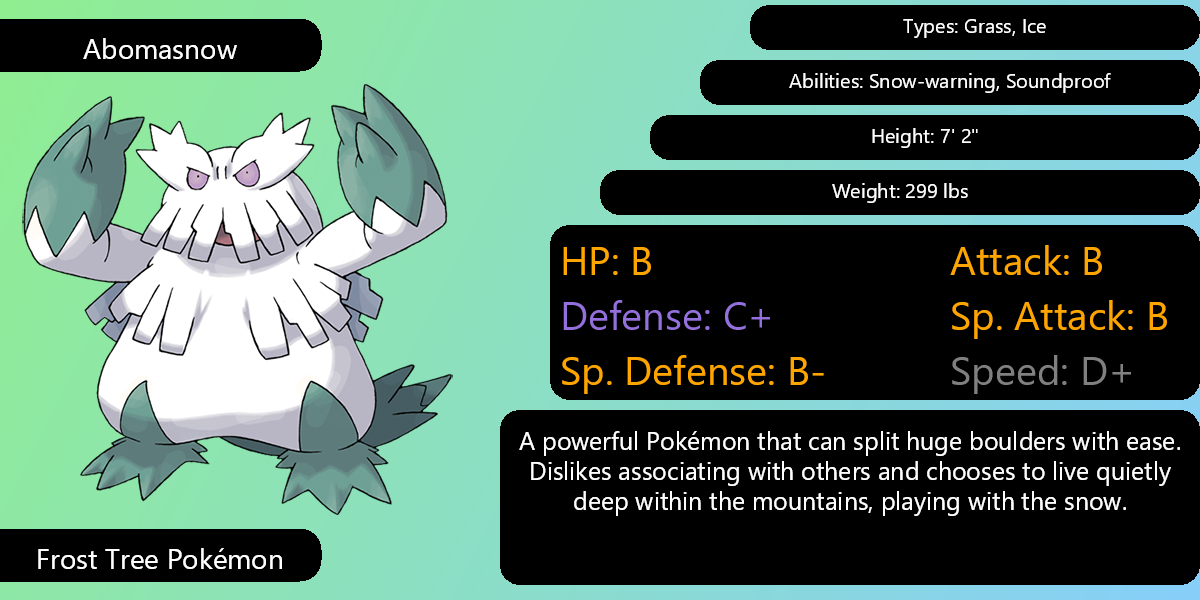 Abomasnow
Types: Grass, Ice
Abilities: Snow-warning, Soundproof
Height: 7' 2"
Weight: 299 lbs
HP: B
Attack: B
Defense: C+
Sp. Attack: B
Sp. Defense: B-
Speed: D+
A powerful Pokémon that can split huge boulders with ease.
Dislikes associating with others and chooses to live quietly
deep within the mountains, playing with the snow.
Frost Tree Pokémon